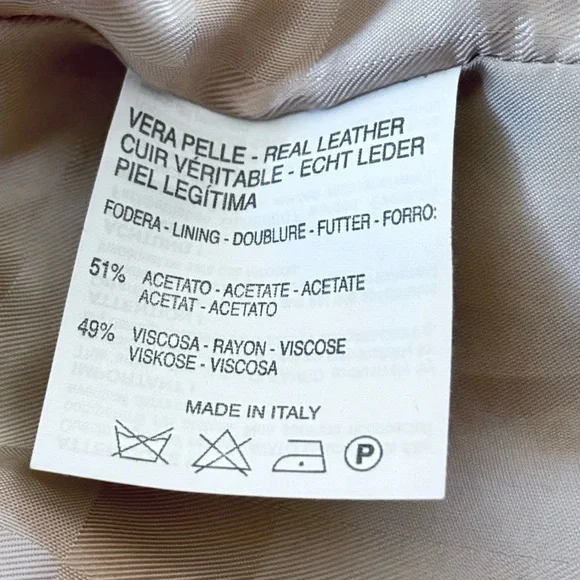 VERA PELLE - REAL LEATHER
CUIR VÉRITABLE - ECHT LEDER
PIEL LEGÍTIMA
FODERA - LINING - DOUBLURE - FUTTER - FORRO:
51% ACETATO - ACETATE - ACETATE
ACETAT - ACETATO
49% VISCOSA - RAYON - VISCOSE
VISKOSE - VISCOSA
MADE IN ITALY
P